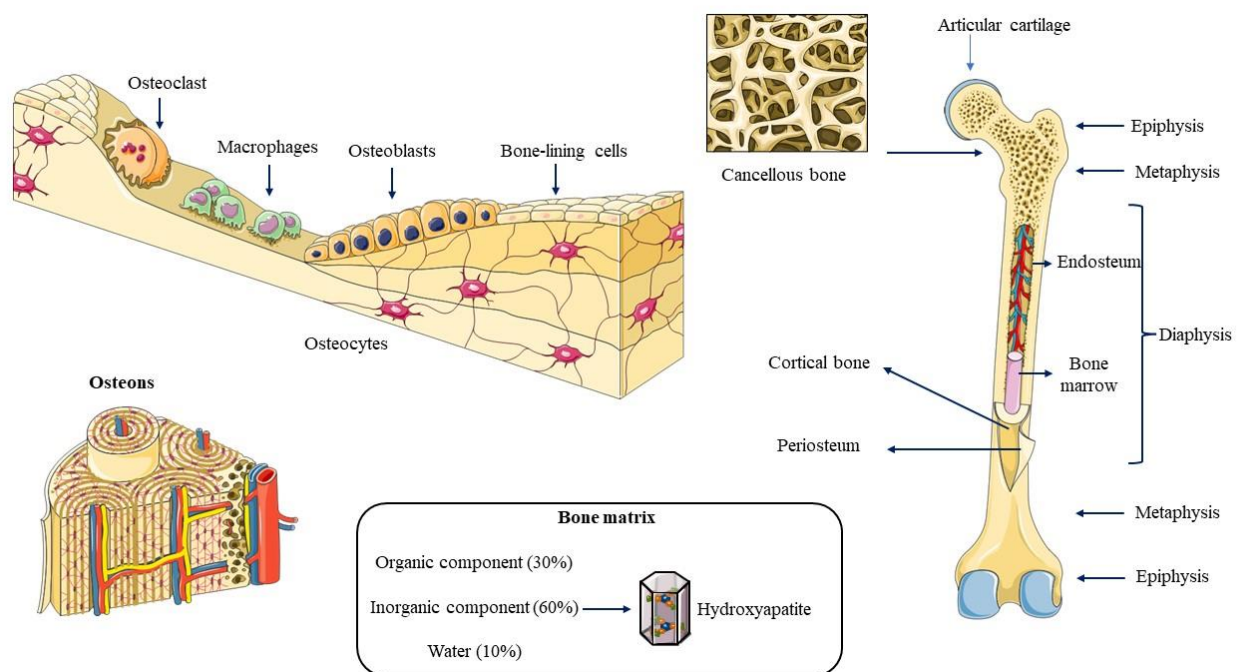 Osteoclast
Macrophages
Osteoblasts
Bone-lining cells
Osteocytes
Osteons
Cancellous bone
Articular cartilage
Epiphysis
Metaphysis
Endosteum
Diaphysis
Cortical bone
Bone
marrow
Periosteum
Metaphysis
Epiphysis
Bone matrix
Organic component (30%)
Inorganic component (60%)
Hydroxyapatite
Water (10%)